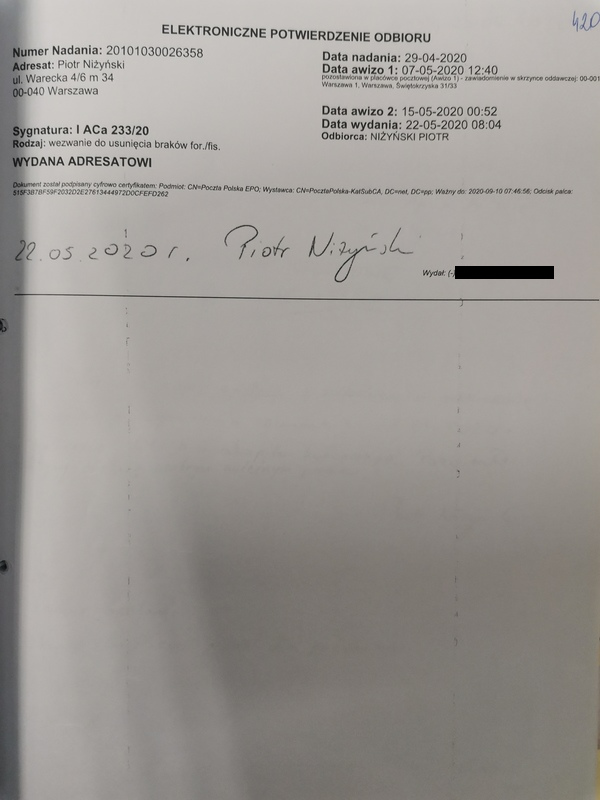 420
ELEKTRONICZNE POTWIERDZENIE ODBIORU
Numer Nadania: 20101030026358
Adresat: Piotr Niżyński
ul. Warecka 4/6 m 34
00-040 Warszawa
Data nadania: 29-04-2020
Data awizo 1: 07-05-2020 12:40
pozostawiona w placówce pocztowej (Awizo 1) - zawiadomienie w skrzynce oddawczej: 00-001
Warszawa 1, Warszawa, Świętokrzyska 31/33
Data awizo 2: 15-05-2020 00:52
Data wydania: 22-05-2020 08:04
Odbiorca: NIŻYŃSKI PIOTR
Sygnatura: I ACa 233/20
Rodzaj: wezwanie do usunięcia braków for./fis.
WYDANA ADRESATOWI
Dokument został podpisany cyfrowo certyfikatem: Podmiot: CN=Poczta Polska EPO; Wystawca: CN=PocztaPolska-KatSubCA, DC=net, DC=pp; Ważny do: 2020-09-10 07:46:56; Odcisk palca:
515F3B7BF59F2032D2E27613444972D0CFEFD262
22.05.2020 r. Piotr Niżyński
Wydał: (-)